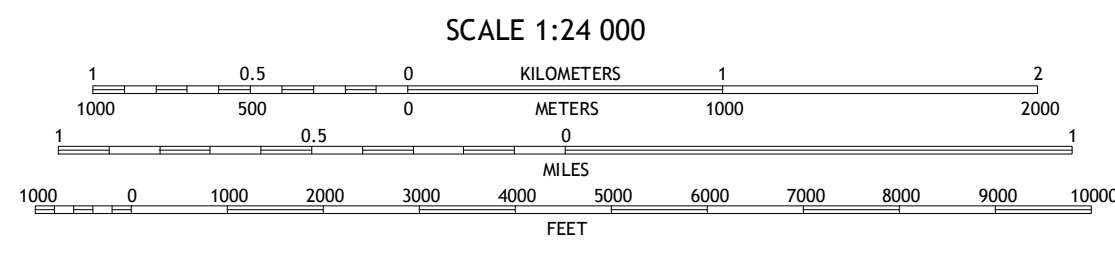 SCALE 1:24 000
1 0.5 0 KILOMETERS 1 2
1000 500 0 METERS 1000 2000
1 0.5 0 1
MILES
1000 0 1000 2000 3000 4000 5000 6000 7000 8000 9000 10000
FEET